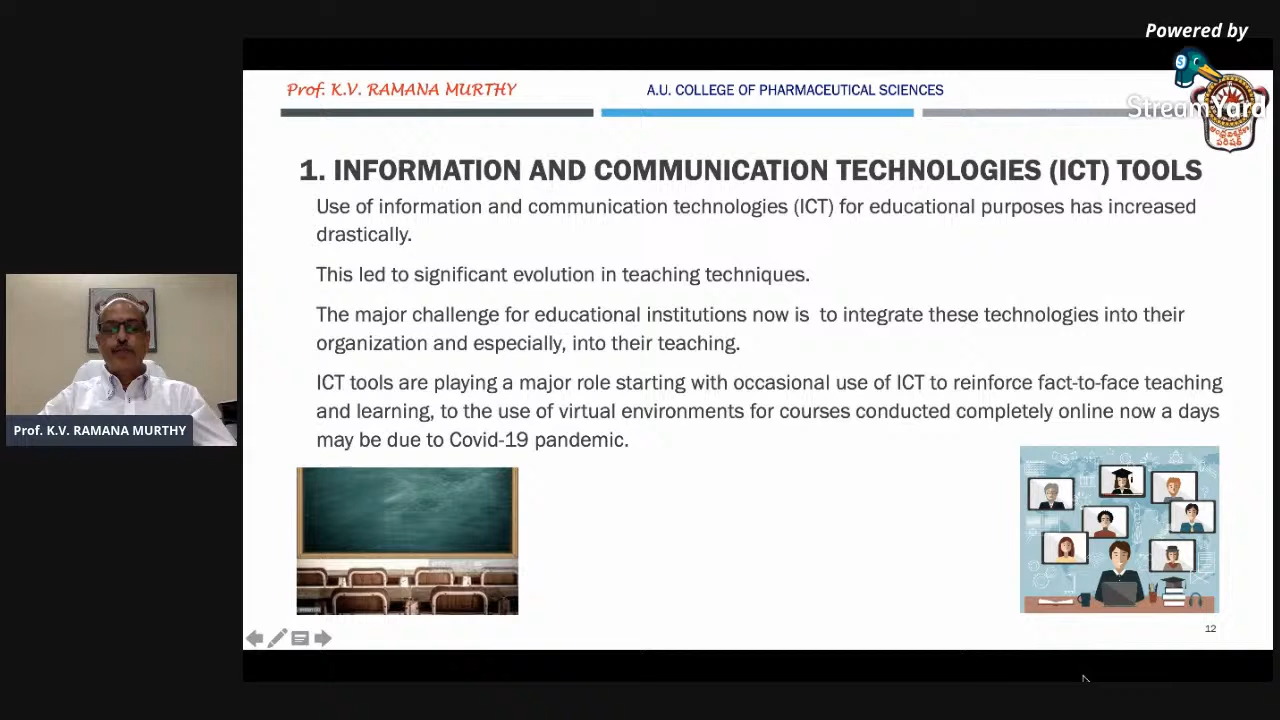 Powered by
StreamYard
Prof. K.V. RAMANA MURTHY
A.U. COLLEGE OF PHARMACEUTICAL SCIENCES
1. INFORMATION AND COMMUNICATION TECHNOLOGIES (ICT) TOOLS
Use of information and communication technologies (ICT) for educational purposes has increased
drastically.
This led to significant evolution in teaching techniques.
The major challenge for educational institutions now is to integrate these technologies into their
organization and especially, into their teaching.
ICT tools are playing a major role starting with occasional use of ICT to reinforce fact-to-face teaching
and learning, to the use of virtual environments for courses conducted completely online now a days
may be due to Covid-19 pandemic.
Prof. K.V. RAMANA MURTHY
12